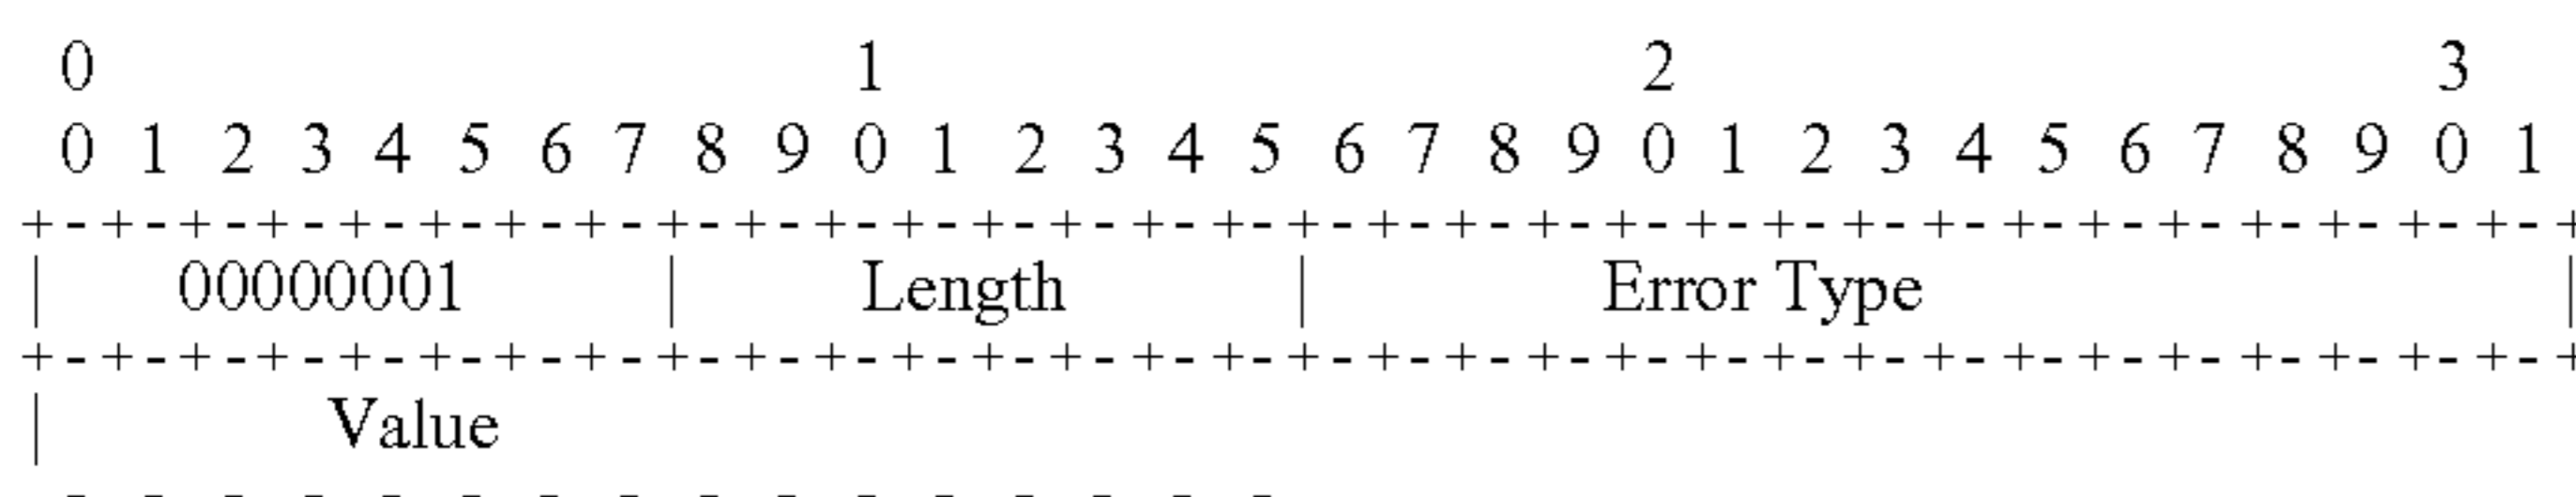 0 1 2 3
0 1 2 3 4 5 6 7 8 9 0 1 2 3 4 5 6 7 8 9 0 1 2 3 4 5 6 7 8 9 0 1
+-+-+-+-+-+-+-+-+-+-+-+-+-+-+-+-+-+-+-+-+-+-+-+-+-+-+-+-+-+-+-+-+
| 00000001 | Length | Error Type |
+-+-+-+-+-+-+-+-+-+-+-+-+-+-+-+-+-+-+-+-+-+-+-+-+-+-+-+-+-+-+-+-+
| Value
- - - - - - - - - - - - - - - -